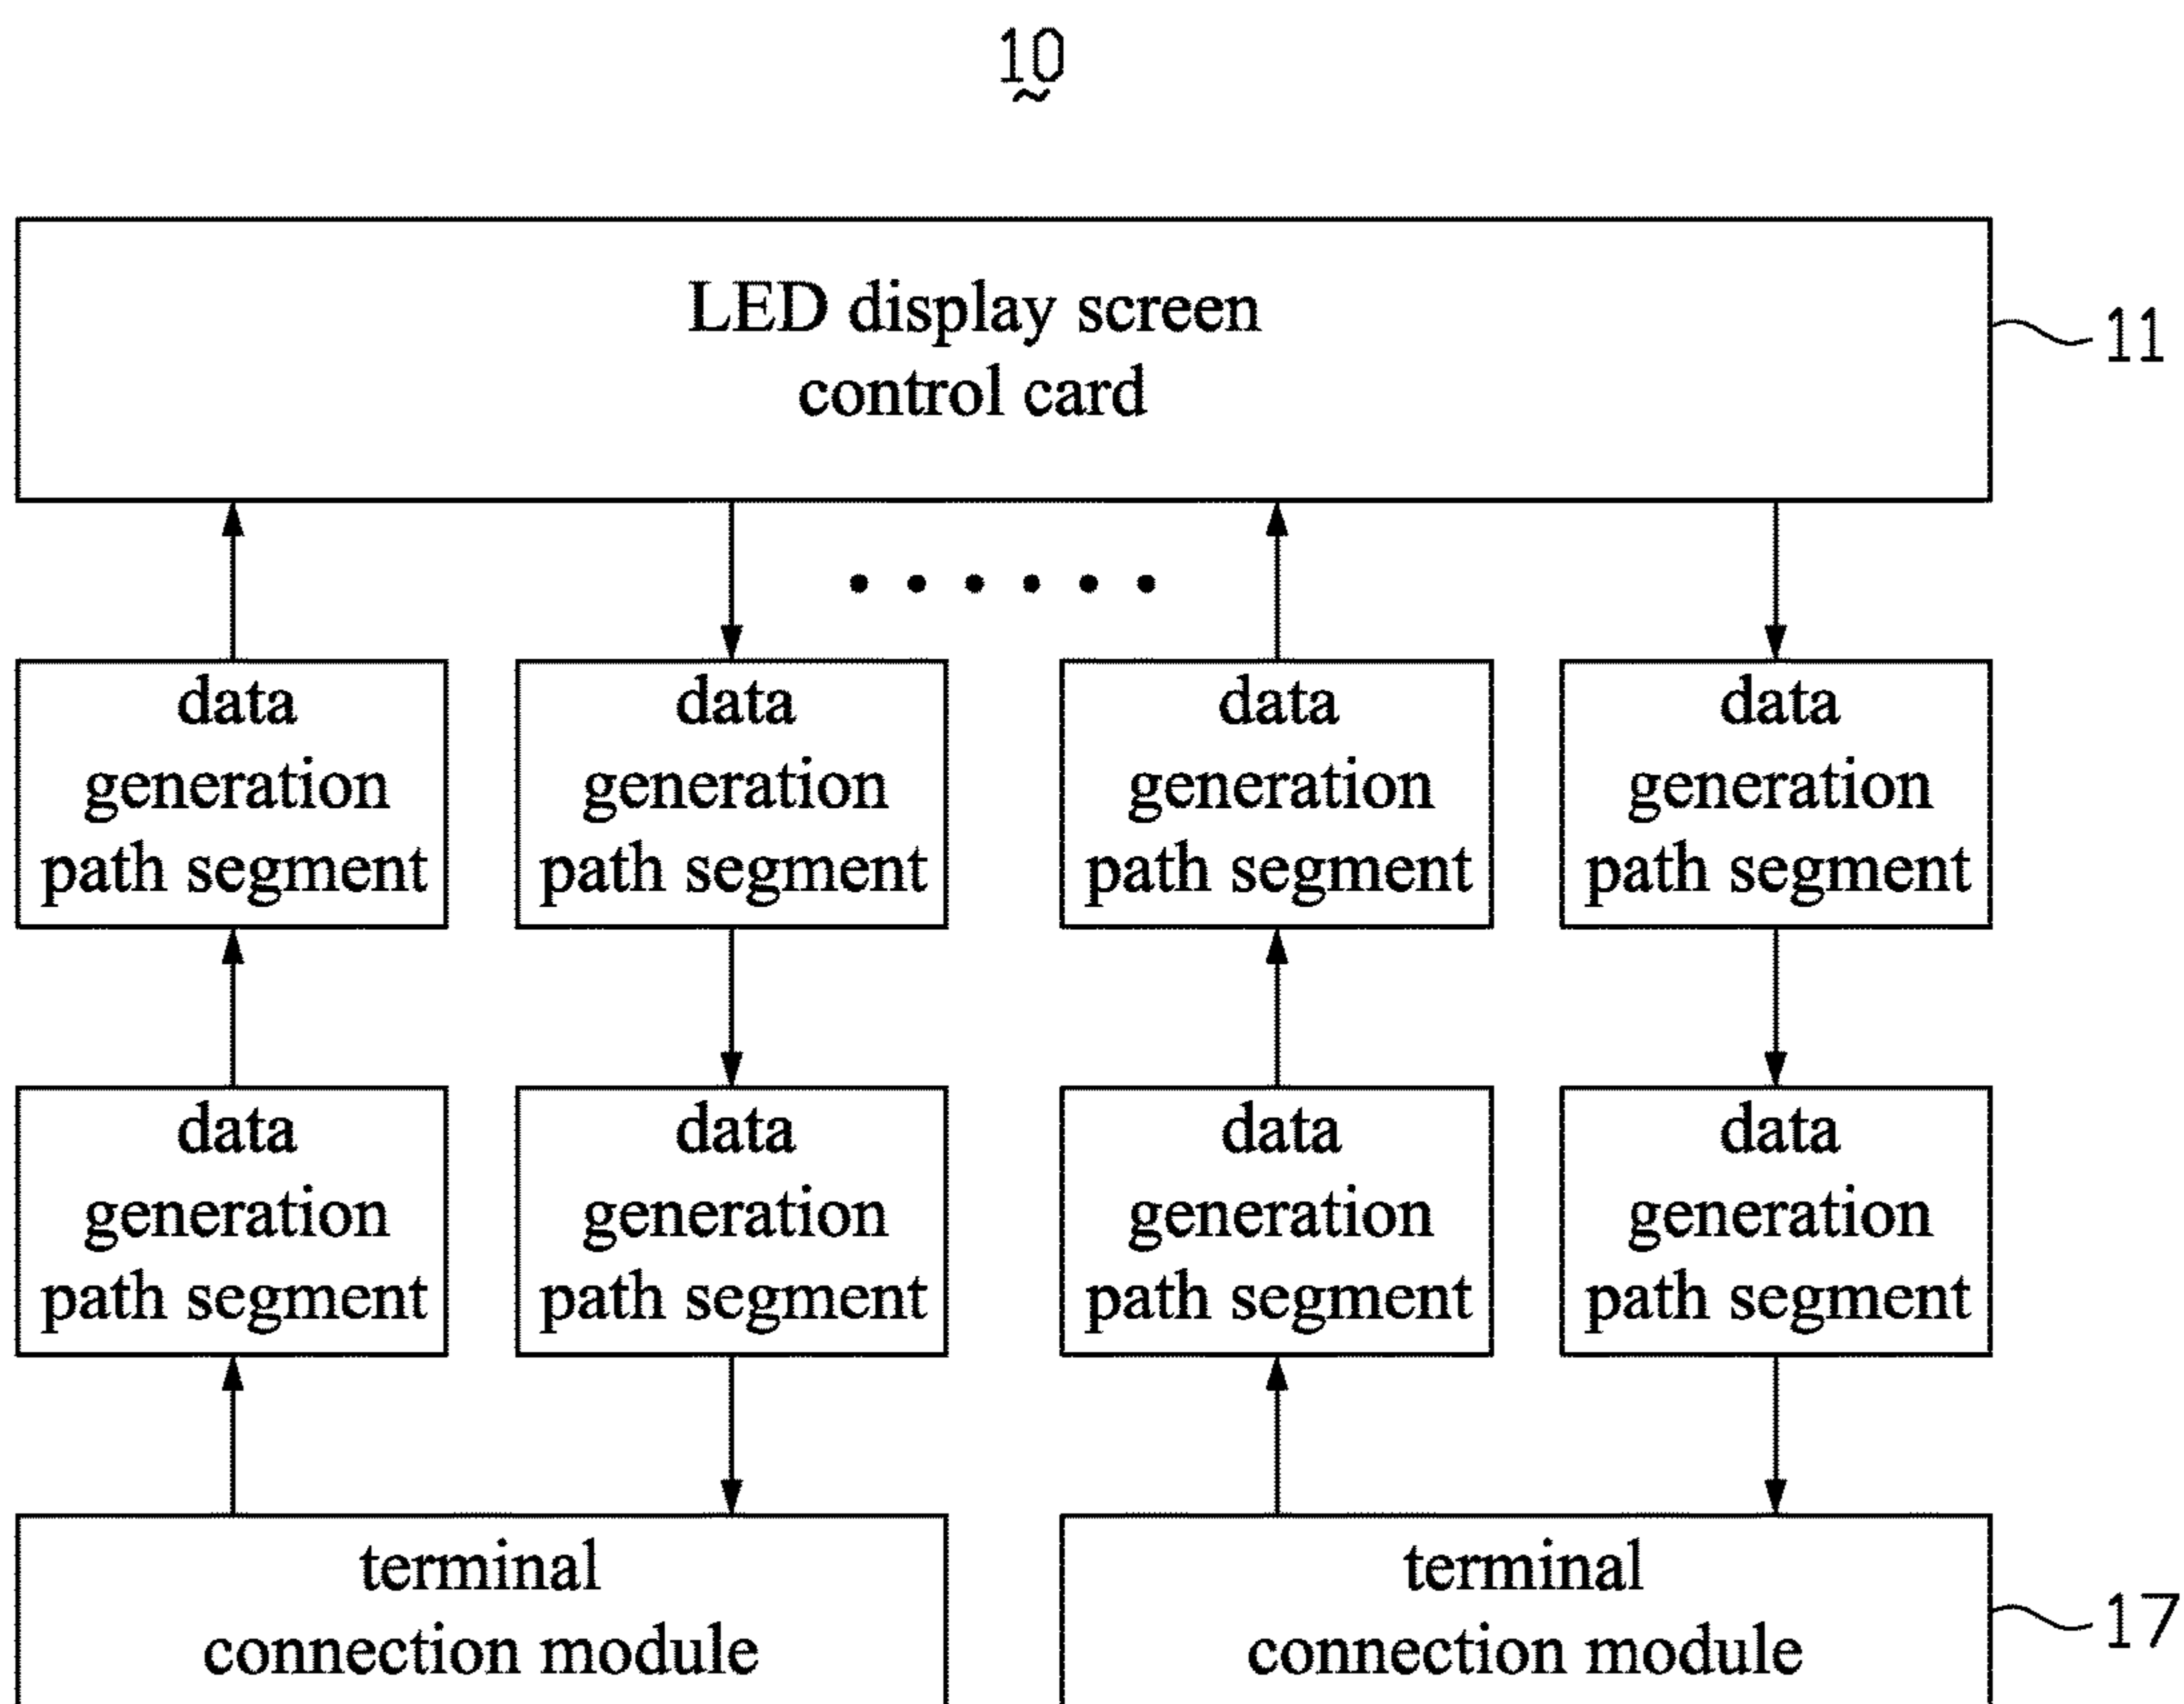 10
LED display screen
control card
11
data
generation
path segment
data
generation
path segment
data
generation
path segment
data
generation
path segment
data
generation
path segment
data
generation
path segment
data
generation
path segment
data
generation
path segment
terminal
connection module
terminal
connection module
17